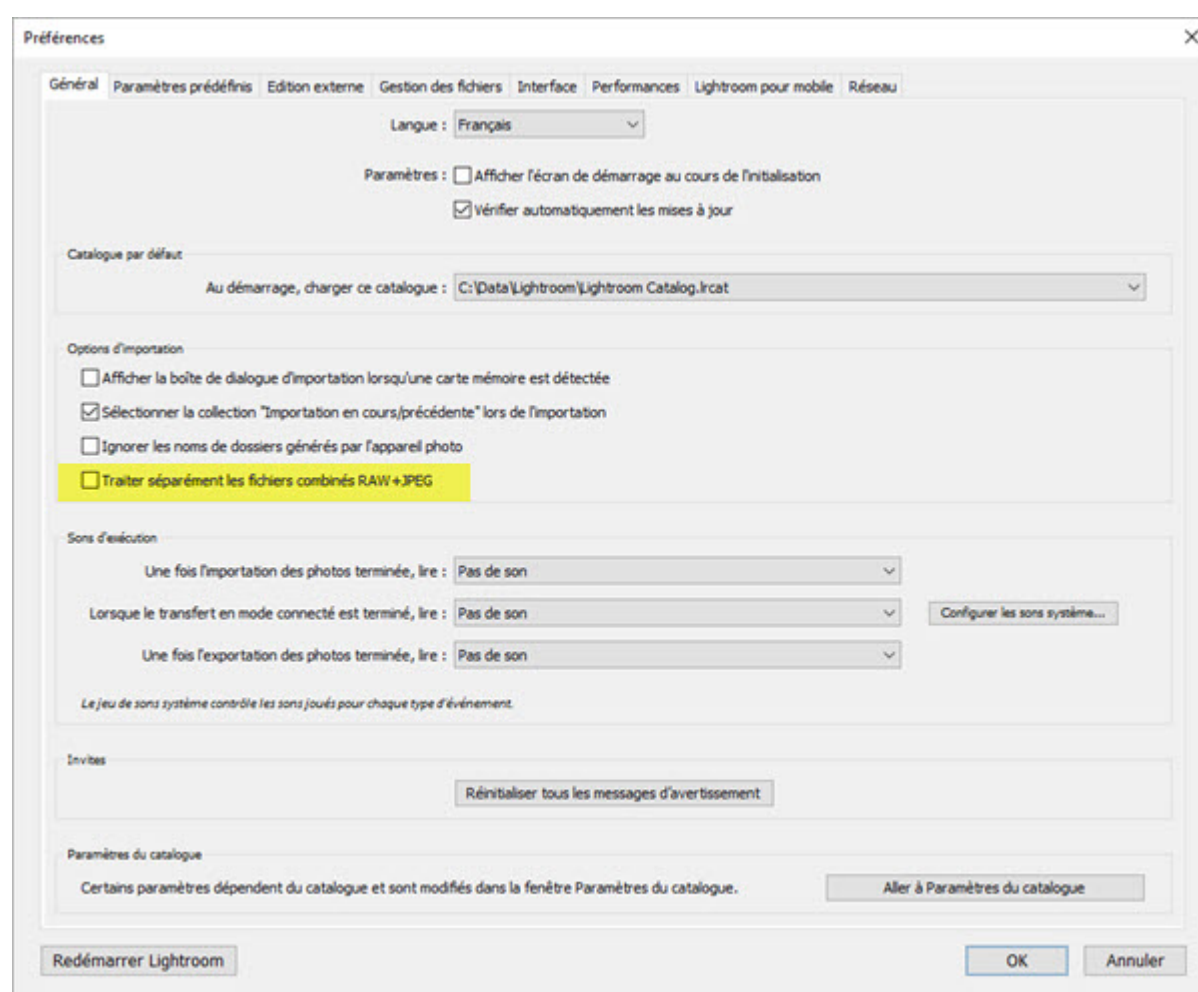 Préférences
Général Paramètres prédéfinis Edition externe Gestion des fichiers Interface Performances Lightroom pour mobile Réseau
Langue : Français
Paramètres : Afficher l'écran de démarrage au cours de l'initialisation
Vérifier automatiquement les mises à jour
Catalogue par défaut
Au démarrage, charger ce catalogue : C:\Data\Lightroom\Lightroom Catalog.lrcat
Options d'importation
Afficher la boîte de dialogue d'importation lorsqu'une carte mémoire est détectée
Sélectionner la collection "Importation en cours/précédente" lors de l'importation
Ignorer les noms de dossiers générés par l'appareil photo
Traiter séparément les fichiers combinés RAW+JPEG
Sons d'exécution
Une fois l'importation des photos terminée, lire : Pas de son
Lorsque le transfert en mode connecté est terminé, lire : Pas de son Configurer les sons système...
Une fois l'exportation des photos terminée, lire : Pas de son
Le jeu de sons système contrôle les sons joués pour chaque type d'événement.
Invites
Réinitialiser tous les messages d'avertissement
Paramètres du catalogue
Certains paramètres dépendent du catalogue et sont modifiés dans la fenêtre Paramètres du catalogue. Aller à Paramètres du catalogue
Redémarrer Lightroom OK Annuler